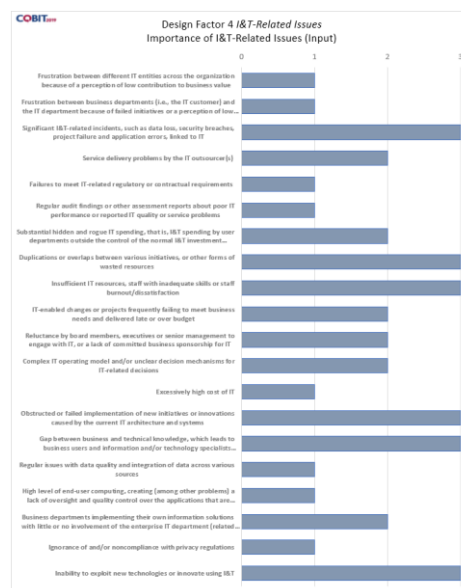 COBIT 2019
Design Factor 4 I&T-Related Issues
Importance of I&T-Related Issues (Input)
0 1 2 3
Frustration between different IT entities across the organization
because of a perception of low contribution to business value
Frustration between business departments (i.e., the IT customer) and
the IT department because of failed initiatives or a perception of low...
Significant I&T-related incidents, such as data loss, security breaches,
project failure and application errors, linked to IT
Service delivery problems by the IT outsourcer(s)
Failures to meet IT-related regulatory or contractual requirements
Regular audit findings or other assessment reports about poor IT
performance or reported IT quality or service problems
Substantial hidden and rogue IT spending, that is, I&T spending by user
departments outside the control of the normal I&T investment...
Duplications or overlaps between various initiatives, or other forms of
wasted resources
Insufficient IT resources, staff with inadequate skills or staff
burnout/dissatisfaction
IT-enabled changes or projects frequently failing to meet business
needs and delivered late or over budget
Reluctance by board members, executives or senior management to
engage with IT, or a lack of committed business sponsorship for IT
Complex IT operating model and/or unclear decision mechanisms for
IT-related decisions
Excessively high cost of IT
Obstructed or failed implementation of new initiatives or innovations
caused by the current IT architecture and systems
Gap between business and technical knowledge, which leads to
business users and information and/or technology specialists...
Regular issues with data quality and integration of data across various
sources
High level of end-user computing, creating (among other problems) a
lack of oversight and quality control over the applications that are...
Business departments implementing their own information solutions
with little or no involvement of the enterprise IT department (related...
Ignorance of and/or noncompliance with privacy regulations
Inability to exploit new technologies or innovate using I&T